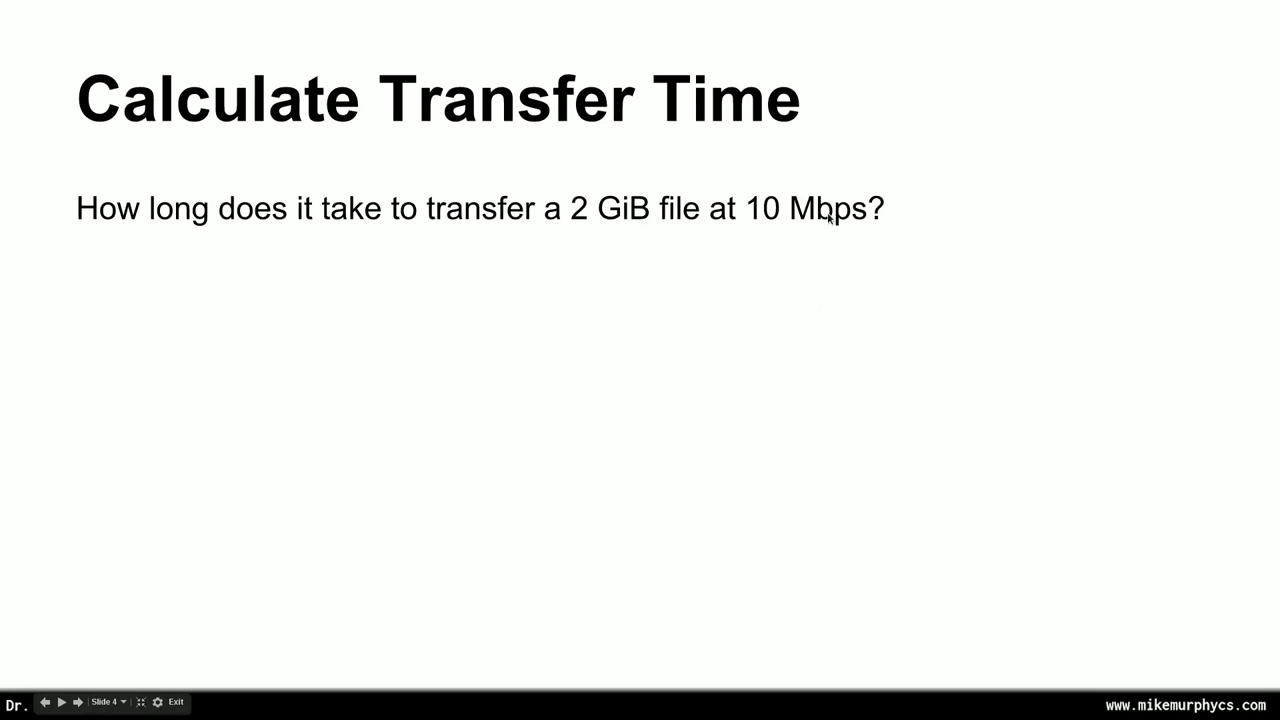 Calculate Transfer Time
How long does it take to transfer a 2 GiB file at 10 Mbps?
Dr.
Slide 4
Exit
www.mikemurphycs.com